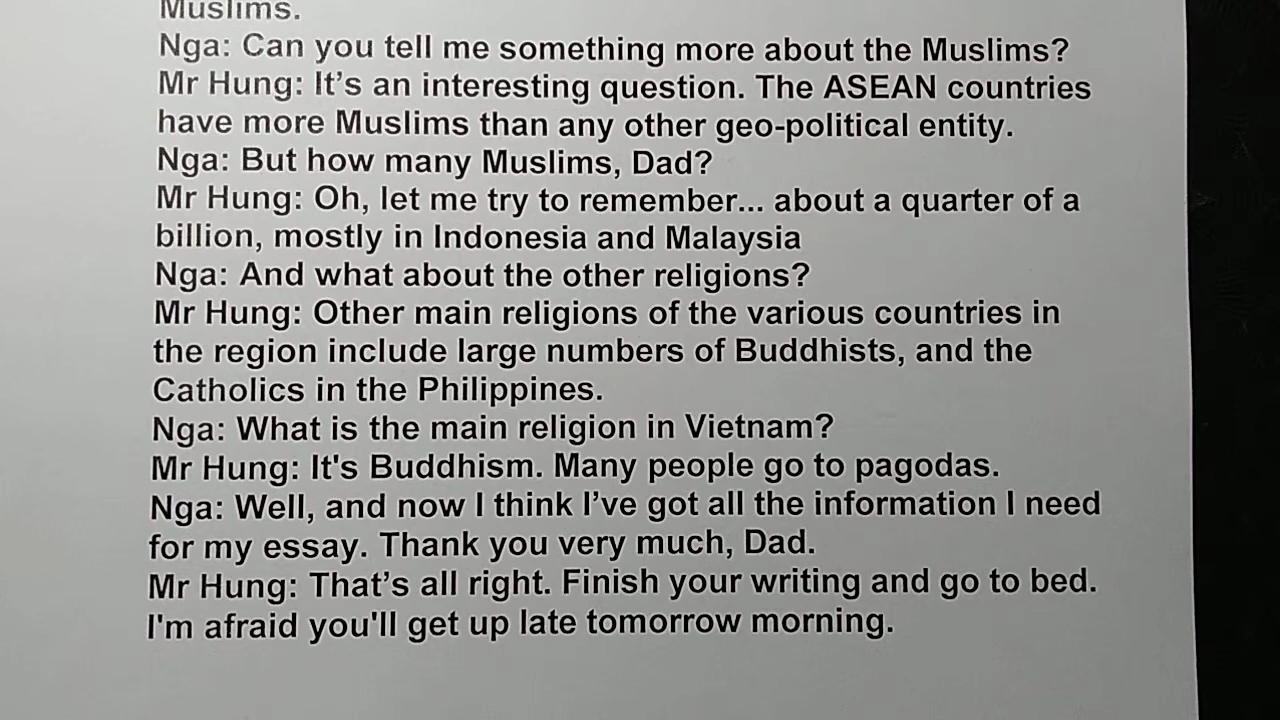 Muslims.
Nga: Can you tell me something more about the Muslims?
Mr Hung: It’s an interesting question. The ASEAN countries
have more Muslims than any other geo-political entity.
Nga: But how many Muslims, Dad?
Mr Hung: Oh, let me try to remember... about a quarter of a
billion, mostly in Indonesia and Malaysia
Nga: And what about the other religions?
Mr Hung: Other main religions of the various countries in
the region include large numbers of Buddhists, and the
Catholics in the Philippines.
Nga: What is the main religion in Vietnam?
Mr Hung: It's Buddhism. Many people go to pagodas.
Nga: Well, and now I think I’ve got all the information I need
for my essay. Thank you very much, Dad.
Mr Hung: That’s all right. Finish your writing and go to bed.
I'm afraid you'll get up late tomorrow morning.